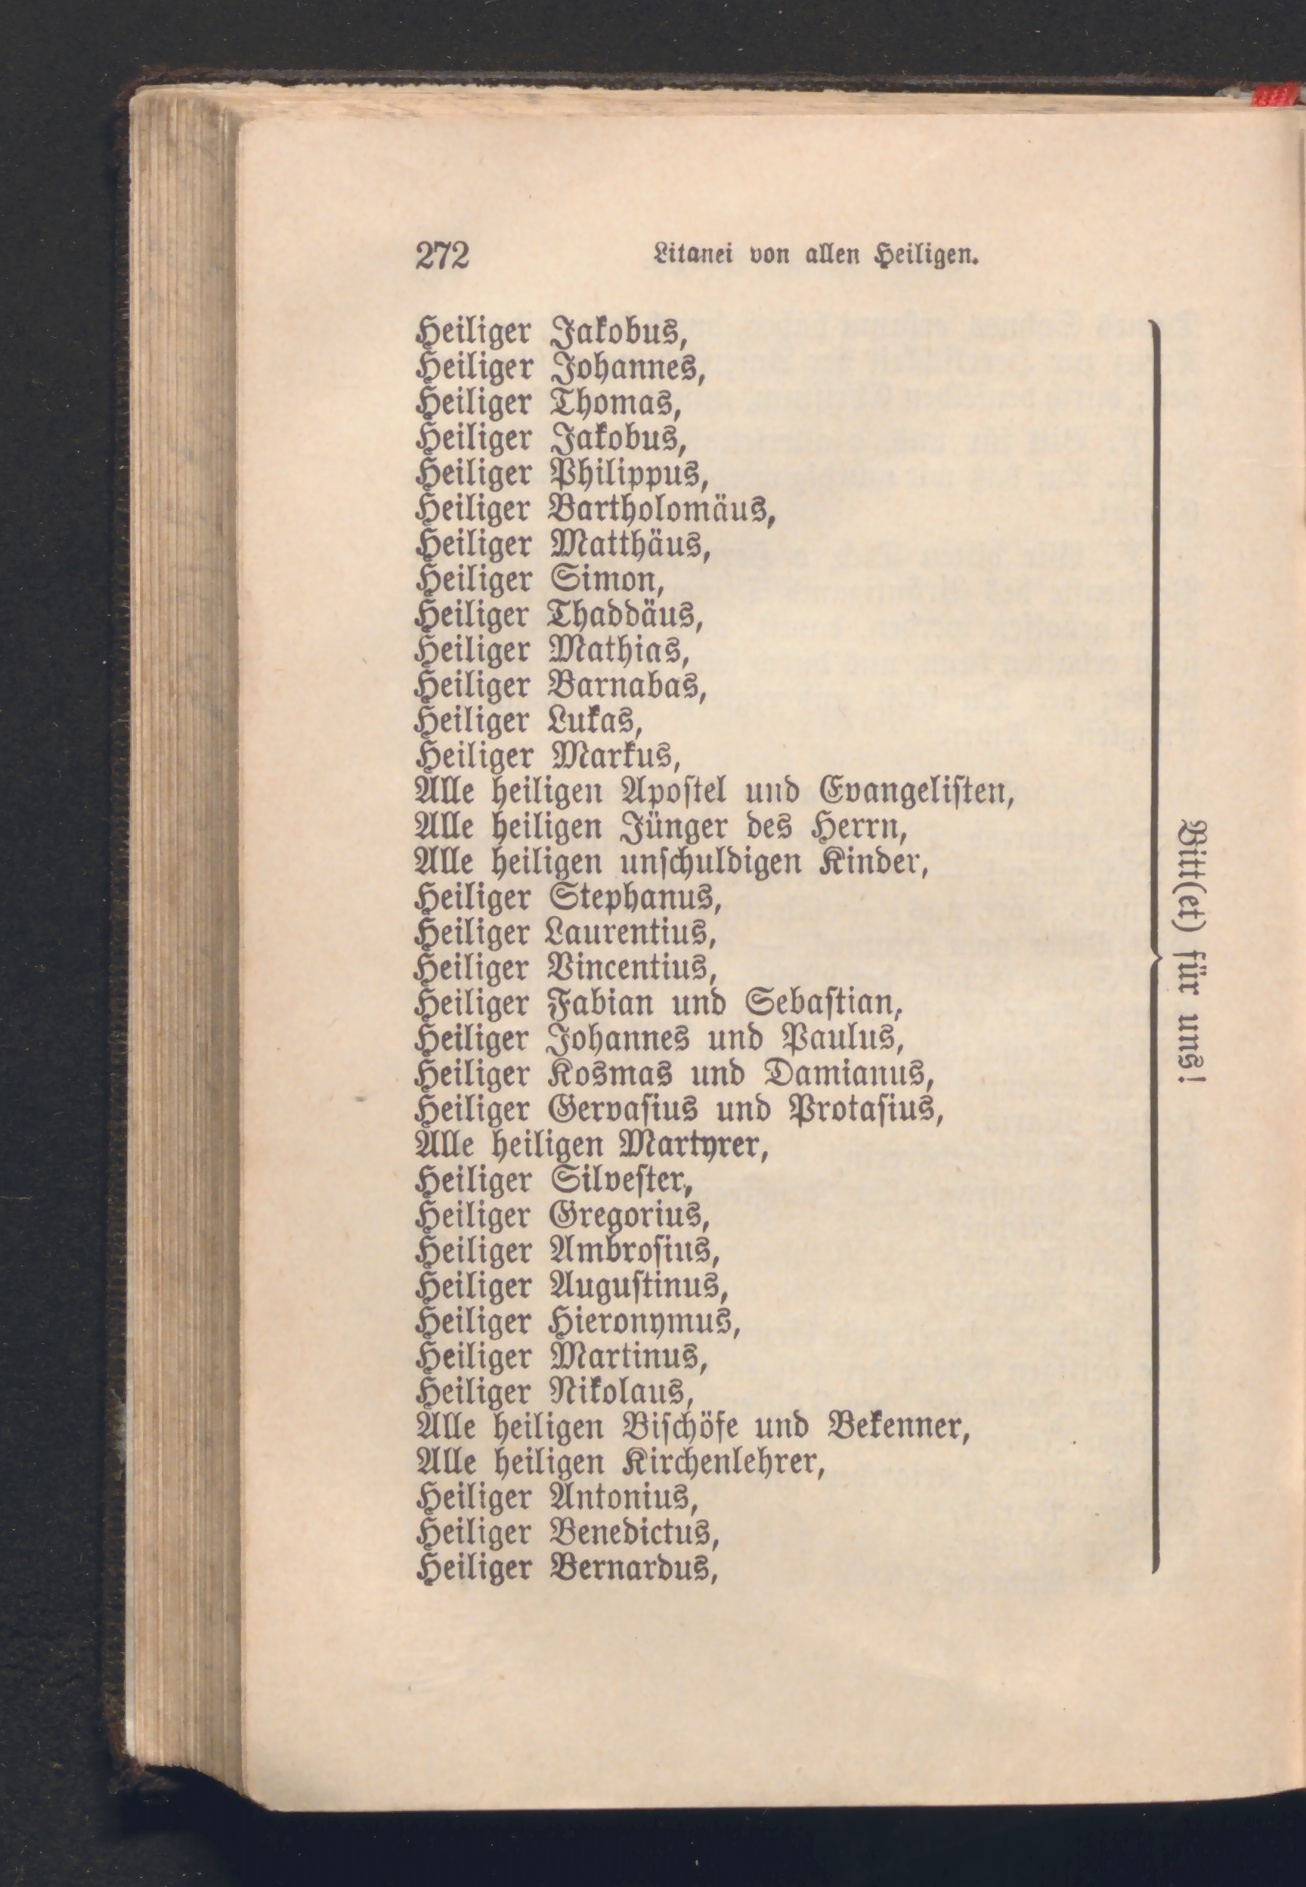 272 Litanei von allen Heiligen.
Heiliger Jakobus,
Heiliger Johannes,
Heiliger Thomas,
Heiliger Jakobus,
Heiliger Philippus,
Heiliger Bartholomäus,
Heiliger Matthäus,
Heiliger Simon,
Heiliger Thaddäus,
Heiliger Mathias,
Heiliger Barnabas,
Heiliger Lukas,
Heiliger Markus,
Alle heiligen Apoſtel und Evangeliſten,
Alle heiligen Jünger des Herrn,
Alle heiligen unſchuldigen Kinder,
Heiliger Stephanus,
Heiliger Laurentius,
Heiliger Vincentius,
Heiliger Fabian und Sebaſtian,
Heiliger Johannes und Paulus,
Heiliger Kosmas und Damianus,
Heiliger Gervaſius und Protaſius,
Alle heiligen Martyrer,
Heiliger Silveſter,
Heiliger Gregorius,
Heiliger Ambroſius,
Heiliger Auguſtinus,
Heiliger Hieronymus,
Heiliger Martinus,
Heiliger Nikolaus,
Alle heiligen Biſchöfe und Bekenner,
Alle heiligen Kirchenlehrer,
Heiliger Antonius,
Heiliger Benedictus,
Heiliger Bernardus,
Bitt(et) für uns!